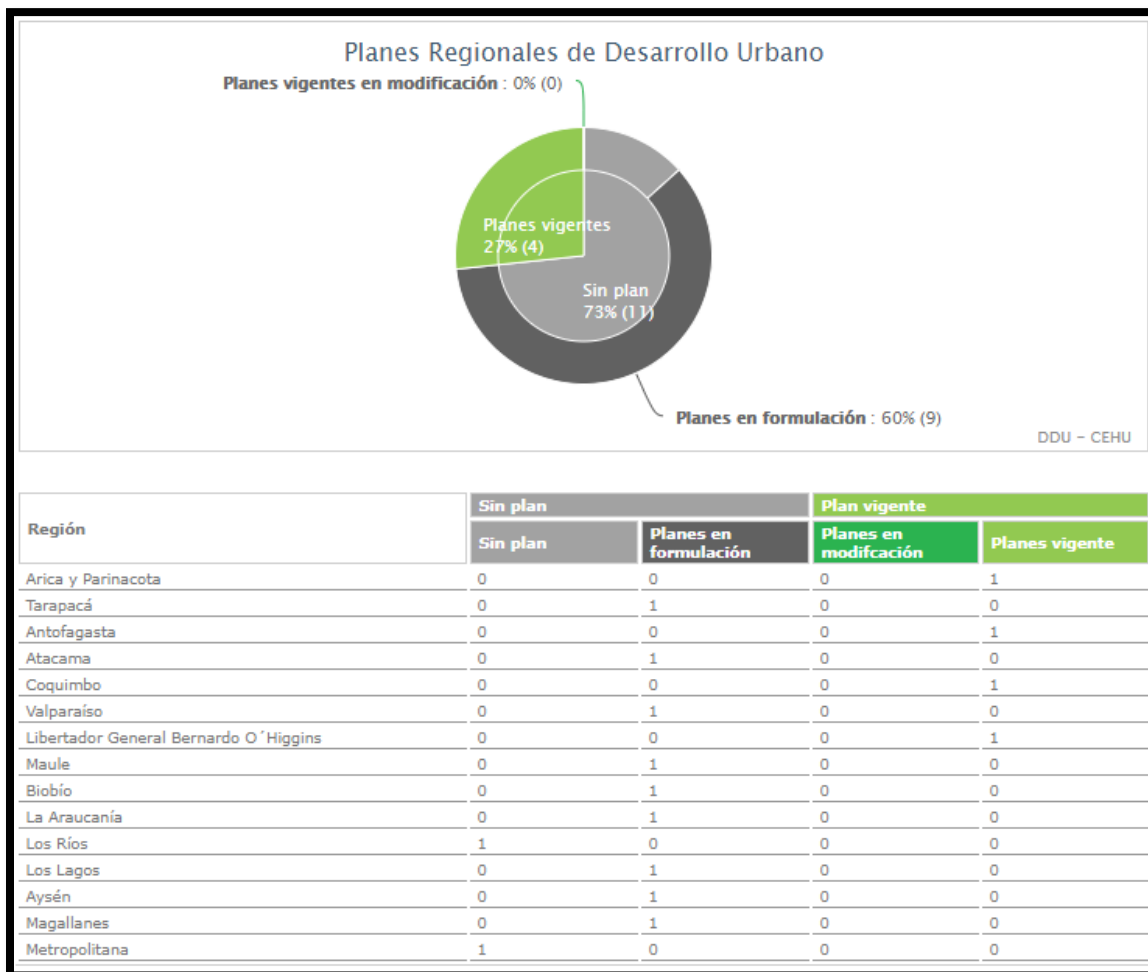 Planes Regionales de Desarrollo Urbano
Planes vigentes en modificación : 0% (0)
Planes vigentes
27% (4)
Sin plan
73% (11)
Planes en formulación : 60% (9)
DDU - CEHU
Región Sin plan Plan vigente
Sin plan Planes en formulación Planes en modifcación Planes vigente
Arica y Parinacota 0 0 0 1
Tarapacá 0 1 0 0
Antofagasta 0 0 0 1
Atacama 0 1 0 0
Coquimbo 0 0 0 1
Valparaíso 0 1 0 0
Libertador General Bernardo O´Higgins 0 0 0 1
Maule 0 1 0 0
Biobío 0 1 0 0
La Araucanía 0 1 0 0
Los Ríos 1 0 0 0
Los Lagos 0 1 0 0
Aysén 0 1 0 0
Magallanes 0 1 0 0
Metropolitana 1 0 0 0